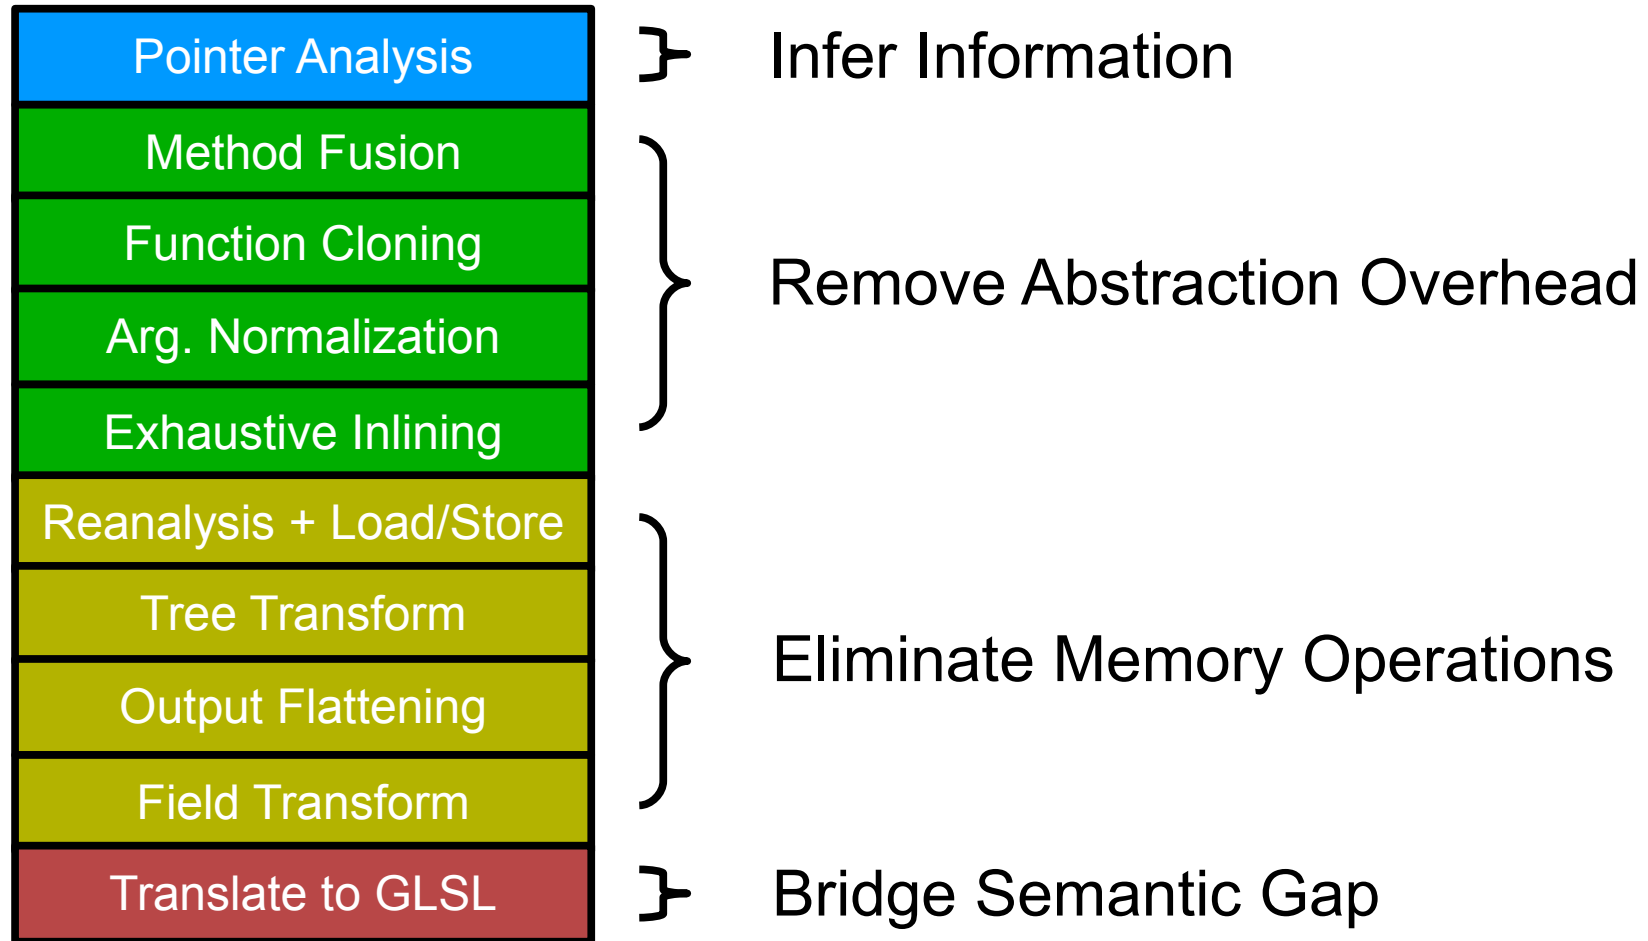 Pointer Analysis
Infer Information
Method Fusion
Function Cloning
Arg. Normalization
Exhaustive Inlining
Remove Abstraction Overhead
Reanalysis + Load/Store
Tree Transform
Output Flattening
Field Transform
Eliminate Memory Operations
Translate to GLSL
Bridge Semantic Gap